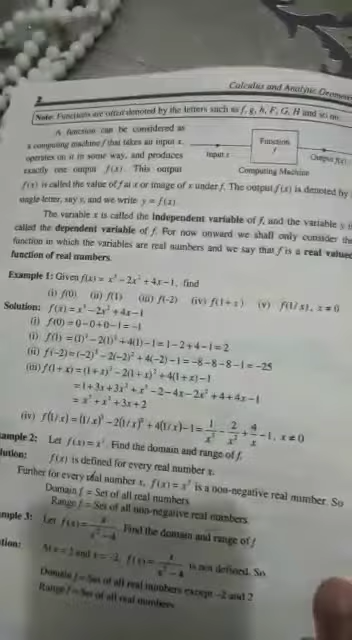 2
Calculus and Analytic Geometry
Note: Functions are often denoted by the letters such as f, g, h, F, G, H and so on.
A function can be considered as
a computing machine f that takes an input x,
operates on it in some way, and produces
exactly one output f(x). This output
Input x
Function
f
Output f(x)
Computing Machine
f(x) is called the value of f at x or image of x under f. The output f(x) is denoted by
single letter, say y, and we write y = f(x).
The variable x is called the independent variable of f, and the variable y
called the dependent variable of f. For now onward we shall only consider the
function in which the variables are real numbers and we say that f is a real valued
function of real numbers.
Example 1: Given f(x) = x³ − 2x² + 4x − 1, find
(i) f(0) (ii) f(1) (iii) f(−2) (iv) f(1 + x) (v) f(1/x), x ≠ 0
Solution: f(x) = x³ − 2x² + 4x − 1
(i) f(0) = 0 − 0 + 0 − 1 = −1
(i) f(1) = (1)³ − 2(1)² + 4(1) − 1 = 1 − 2 + 4 − 1 = 2
(ii) f(−2) = (−2)³ − 2(−2)² + 4(−2) − 1 = −8 − 8 − 8 − 1 = −25
(iii) f(1 + x) = (1 + x)³ − 2(1 + x)² + 4(1 + x) − 1
= 1 + 3x + 3x² + x³ − 2 − 4x − 2x² + 4 + 4x − 1
= x³ + x² + 3x + 2
(iv) f(1/x) = (1/x)³ − 2(1/x)² + 4(1/x) − 1 = 1/x³ − 2/x² + 4/x − 1, x ≠ 0
ample 2: Let f(x) = x². Find the domain and range of f.
lution: f(x) is defined for every real number x.
Further for every real number x, f(x) = x² is a non-negative real number. So
Domain f = Set of all real numbers.
Range f = Set of all non-negative real numbers.
mple 3: Let f(x) = x/(x² − 4). Find the domain and range of f
tion: At x = 2 and x = −2, f(x) = x/(x² − 4) is not defined. So
Domain f = Set of all real numbers except −2 and 2
Range f = Set of all real numbers